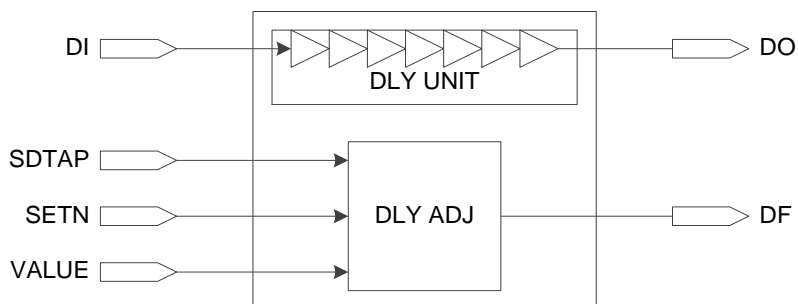 DI
DO
DLY UNIT
SDTAP
SETN
DLY ADJ
DF
VALUE